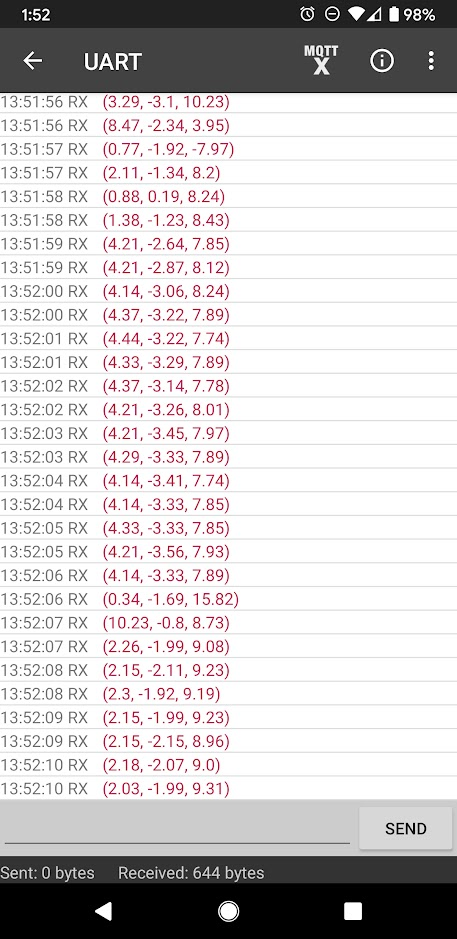 1:52 98%
UART MQTT X
13:51:56 RX (3.29, -3.1, 10.23)
13:51:56 RX (8.47, -2.34, 3.95)
13:51:57 RX (0.77, -1.92, -7.97)
13:51:57 RX (2.11, -1.34, 8.2)
13:51:58 RX (0.88, 0.19, 8.24)
13:51:58 RX (1.38, -1.23, 8.43)
13:51:59 RX (4.21, -2.64, 7.85)
13:51:59 RX (4.21, -2.87, 8.12)
13:52:00 RX (4.14, -3.06, 8.24)
13:52:00 RX (4.37, -3.22, 7.89)
13:52:01 RX (4.44, -3.22, 7.74)
13:52:01 RX (4.33, -3.29, 7.89)
13:52:02 RX (4.37, -3.14, 7.78)
13:52:02 RX (4.21, -3.26, 8.01)
13:52:03 RX (4.21, -3.45, 7.97)
13:52:03 RX (4.29, -3.33, 7.89)
13:52:04 RX (4.14, -3.41, 7.74)
13:52:04 RX (4.14, -3.33, 7.85)
13:52:05 RX (4.33, -3.33, 7.85)
13:52:05 RX (4.21, -3.56, 7.93)
13:52:06 RX (4.14, -3.33, 7.89)
13:52:06 RX (0.34, -1.69, 15.82)
13:52:07 RX (10.23, -0.8, 8.73)
13:52:07 RX (2.26, -1.99, 9.08)
13:52:08 RX (2.15, -2.11, 9.23)
13:52:08 RX (2.3, -1.92, 9.19)
13:52:09 RX (2.15, -1.99, 9.23)
13:52:09 RX (2.15, -2.15, 8.96)
13:52:10 RX (2.18, -2.07, 9.0)
13:52:10 RX (2.03, -1.99, 9.31)
SEND
Sent: 0 bytes Received: 644 bytes